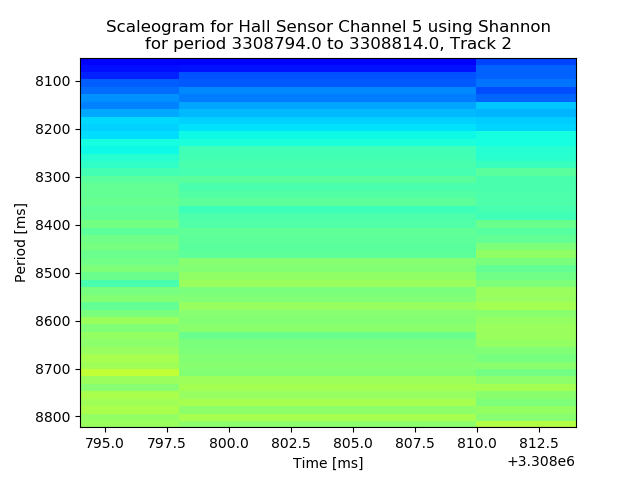 Scaleogram for Hall Sensor Channel 5 using Shannon
for period 3308794.0 to 3308814.0, Track 2
Period [ms]
8100
8200
8300
8400
8500
8600
8700
8800
795.0 797.5 800.0 802.5 805.0 807.5 810.0 812.5
Time [ms]
+3.308e6